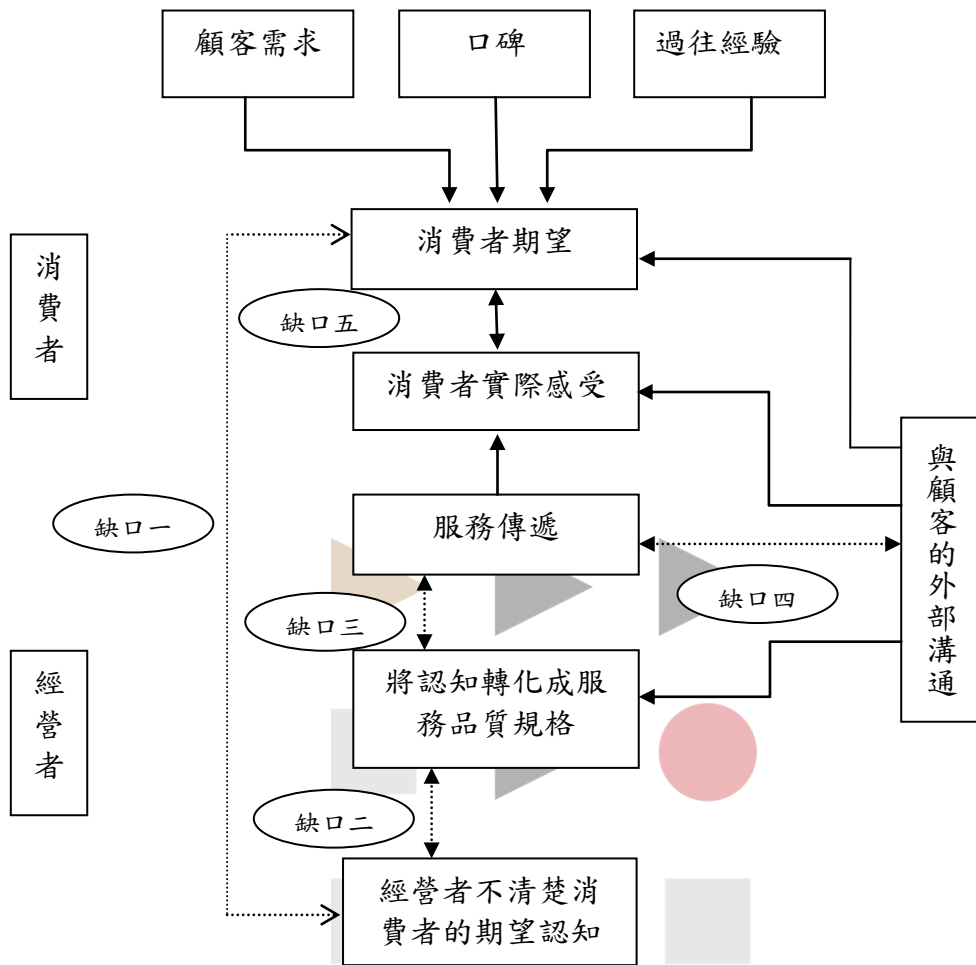 顧客需求
口碑
過往經驗
消費者期望
消費者
缺口五
消費者實際感受
與顧客的外部溝通
缺口一
服務傳遞
缺口四
缺口三
經營者
將認知轉化成服
務品質規格
缺口二
經營者不清楚消
費者的期望認知